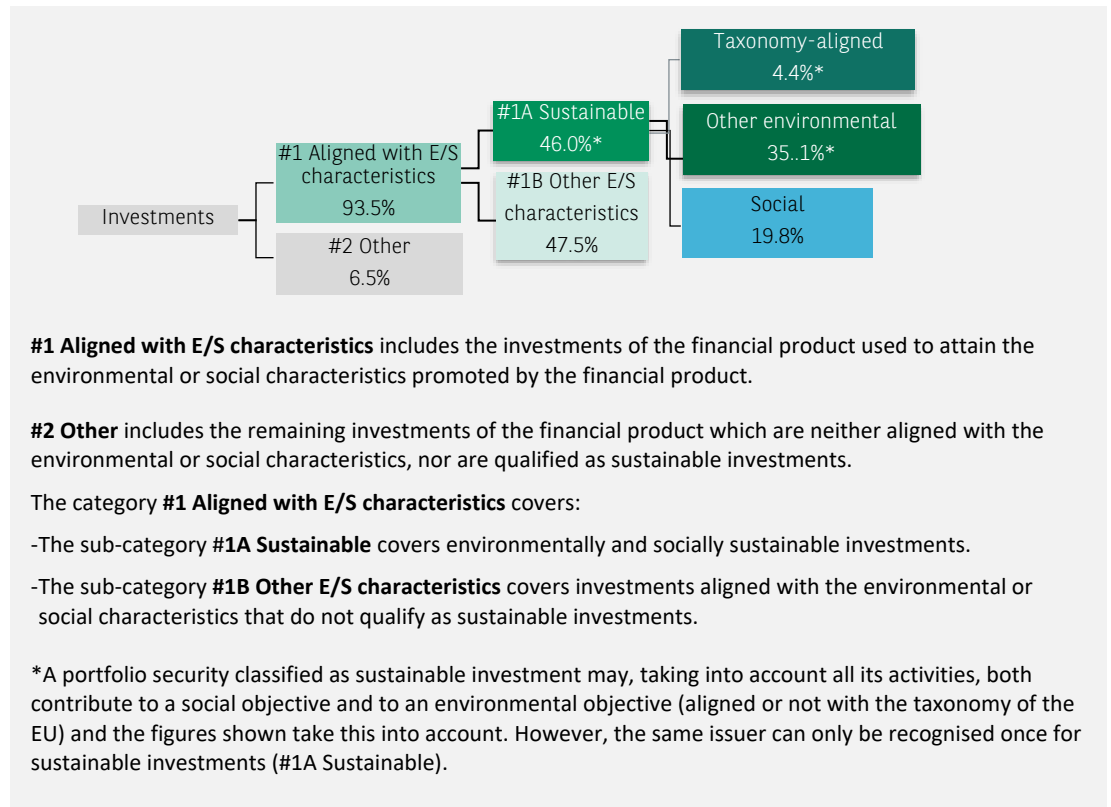 Taxonomy-aligned
4.4%*
#1A Sustainable
46.0%*
Other environmental
35..1%*
#1 Aligned with E/S
characteristics
93.5%
#1B Other E/S
characteristics
47.5%
Social
19.8%
Investments
#2 Other
6.5%
#1 Aligned with E/S characteristics includes the investments of the financial product used to attain the
environmental or social characteristics promoted by the financial product.
#2 Other includes the remaining investments of the financial product which are neither aligned with the
environmental or social characteristics, nor are qualified as sustainable investments.
The category #1 Aligned with E/S characteristics covers:
-The sub-category #1A Sustainable covers environmentally and socially sustainable investments.
-The sub-category #1B Other E/S characteristics covers investments aligned with the environmental or
social characteristics that do not qualify as sustainable investments.
*A portfolio security classified as sustainable investment may, taking into account all its activities, both
contribute to a social objective and to an environmental objective (aligned or not with the taxonomy of the
EU) and the figures shown take this into account. However, the same issuer can only be recognised once for
sustainable investments (#1A Sustainable).